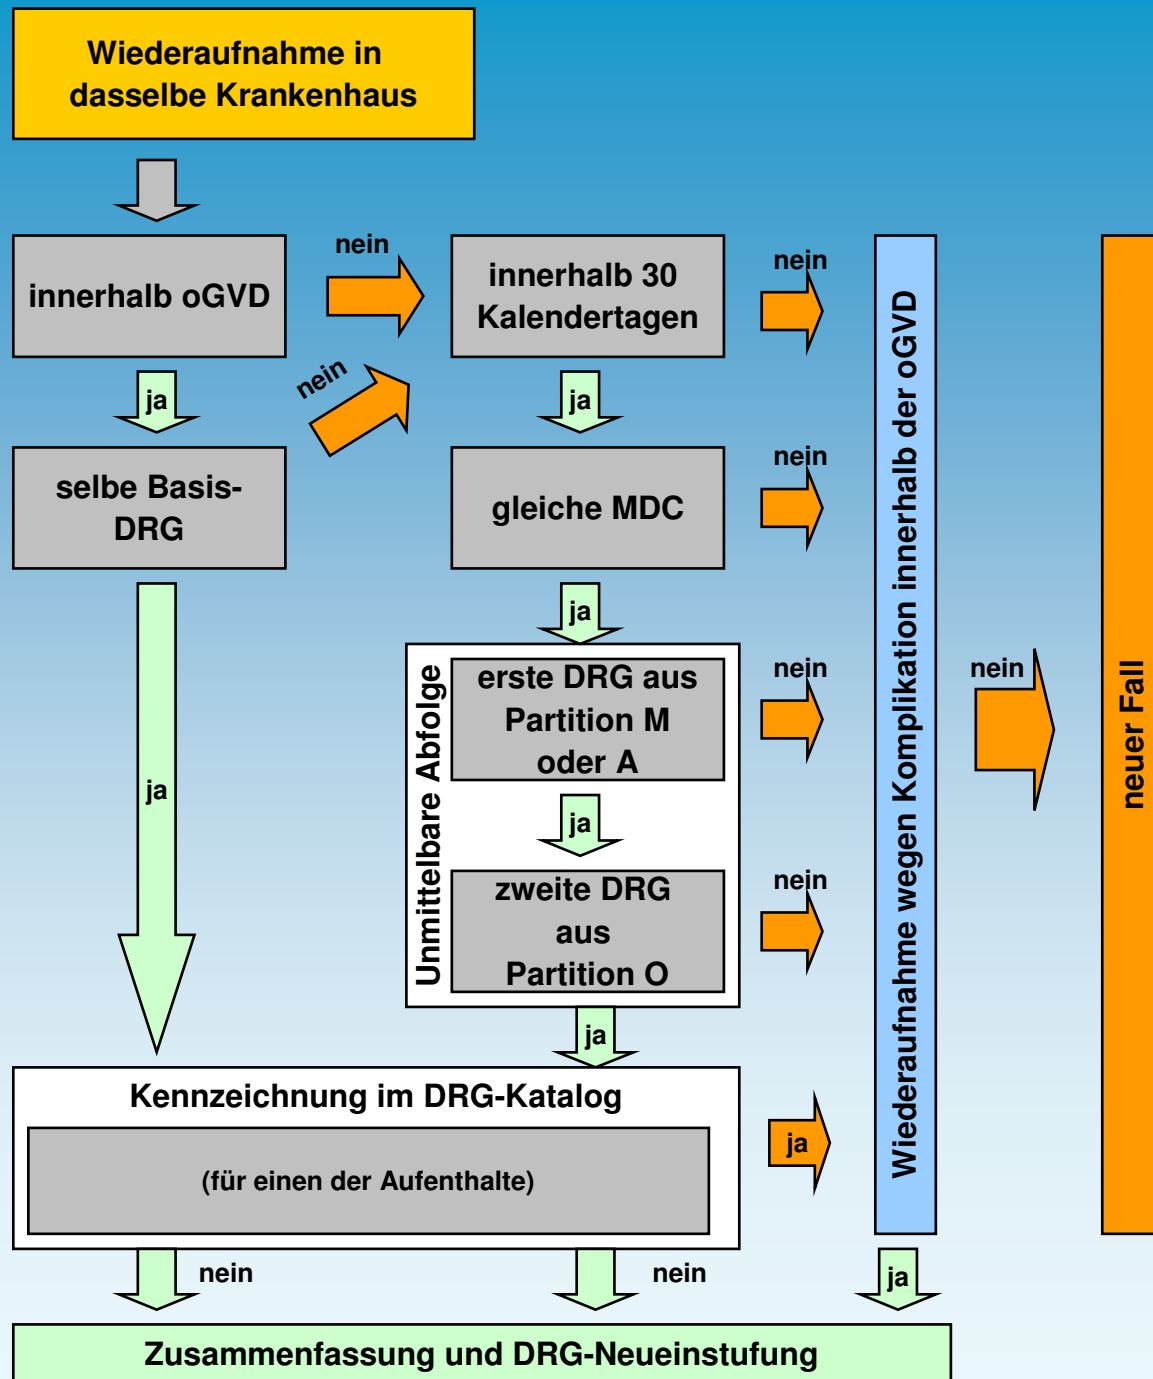 Wiederaufnahme in
dasselbe Krankenhaus
innerhalb oGVD
nein
innerhalb 30
Kalendertagen
nein
ja
nein
ja
selbe Basis-
DRG
gleiche MDC
nein
ja
ja
Unmittelbare Abfolge
erste DRG aus
Partition M
oder A
nein
ja
zweite DRG
aus
Partition O
nein
ja
Kennzeichnung im DRG-Katalog
(für einen der Aufenthalte)
ja
nein
nein
Wiederaufnahme wegen Komplikation innerhalb der oGVD
nein
ja
neuer Fall
Zusammenfassung und DRG-Neueinstufung